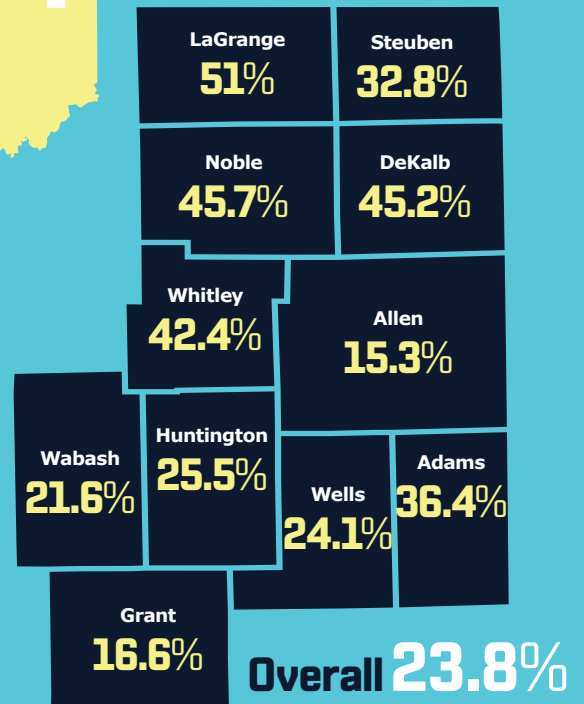 LaGrange
51%
Steuben
32.8%
Noble
45.7%
DeKalb
45.2%
Whitley
42.4%
Allen
15.3%
Wabash
21.6%
Huntington
25.5%
Wells
24.1%
Adams
36.4%
Grant
16.6%
Overall 23.8%